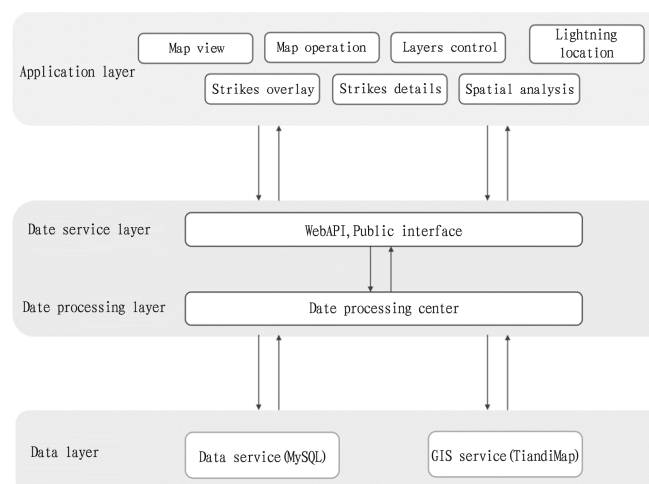 Map view
Map operation
Layers control
Lightning
location
Application layer
Strikes overlay
Strikes details
Spatial analysis
Date service layer
WebAPI,Public interface
Date processing layer
Date processing center
Data layer
Data service(MySQL)
GIS service(TiandiMap)